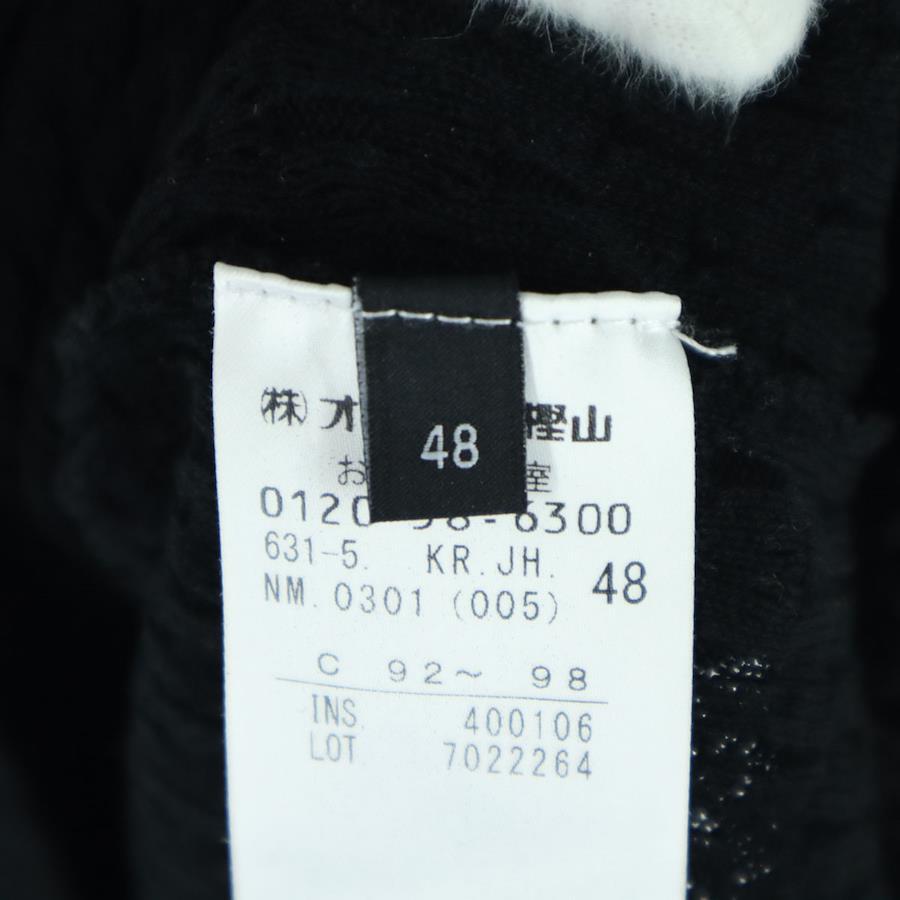 48
㈱オ 樫山
お 室
0120 98-6300
631-5. KR.JH. 48
NM. 0301 (005)
C 92～ 98
INS. 400106
LOT 7022264